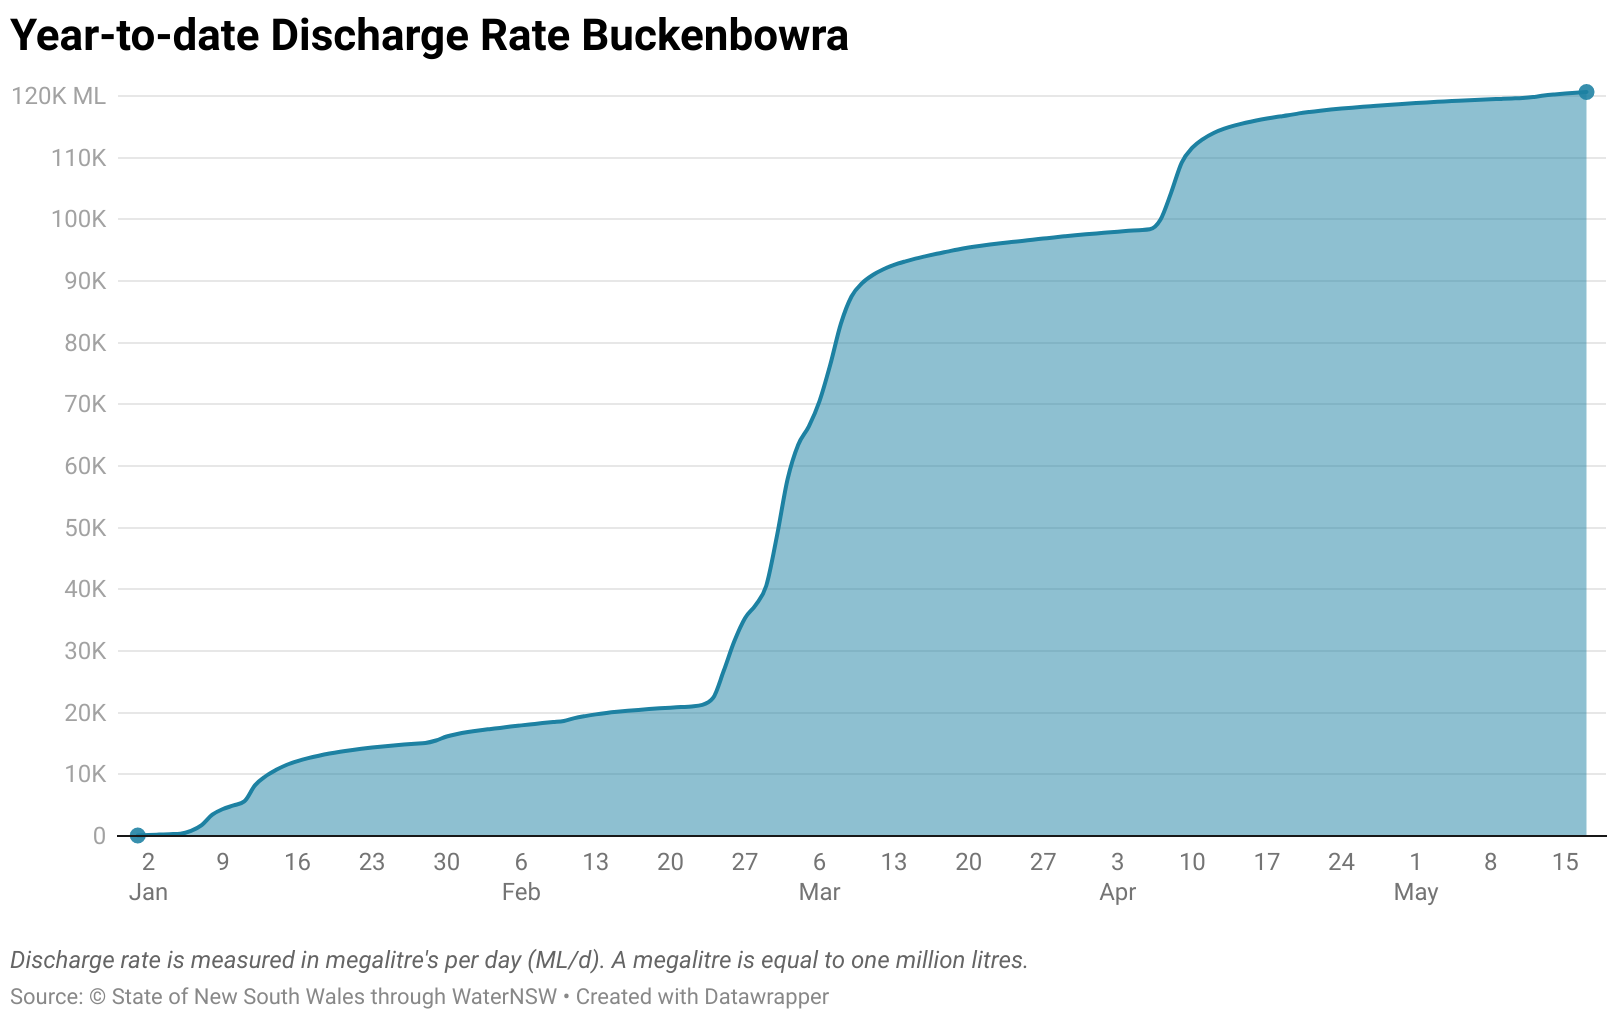 Year-to-date Discharge Rate Buckenbowra
120K ML
110K
100K
90K
80K
70K
60K
50K
40K
30K
20K
10K
0
2 9 16 23 30 6 13 20 27 6 13 20 27 3 10 17 24 1 8 15
Jan Feb Mar Apr May
Discharge rate is measured in megalitre's per day (ML/d). A megalitre is equal to one million litres.
Source: © State of New South Wales through WaterNSW • Created with Datawrapper